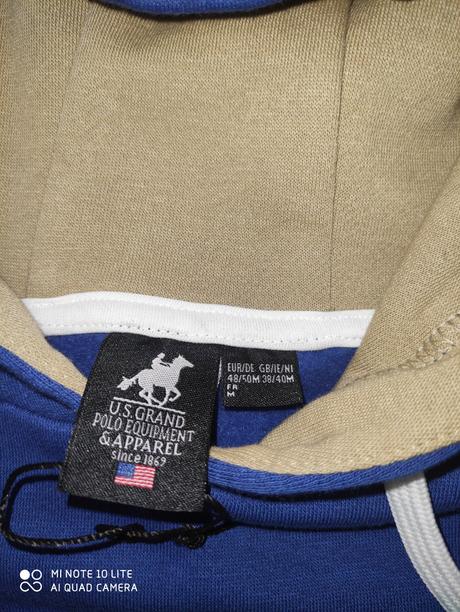 U.S. GRAND
POLO EQUIPMENT
& APPAREL
since 1869
EUR/DE GB/IE/NI
48/50M 38/40M
FR
M
MI NOTE 10 LITE
AI QUAD CAMERA